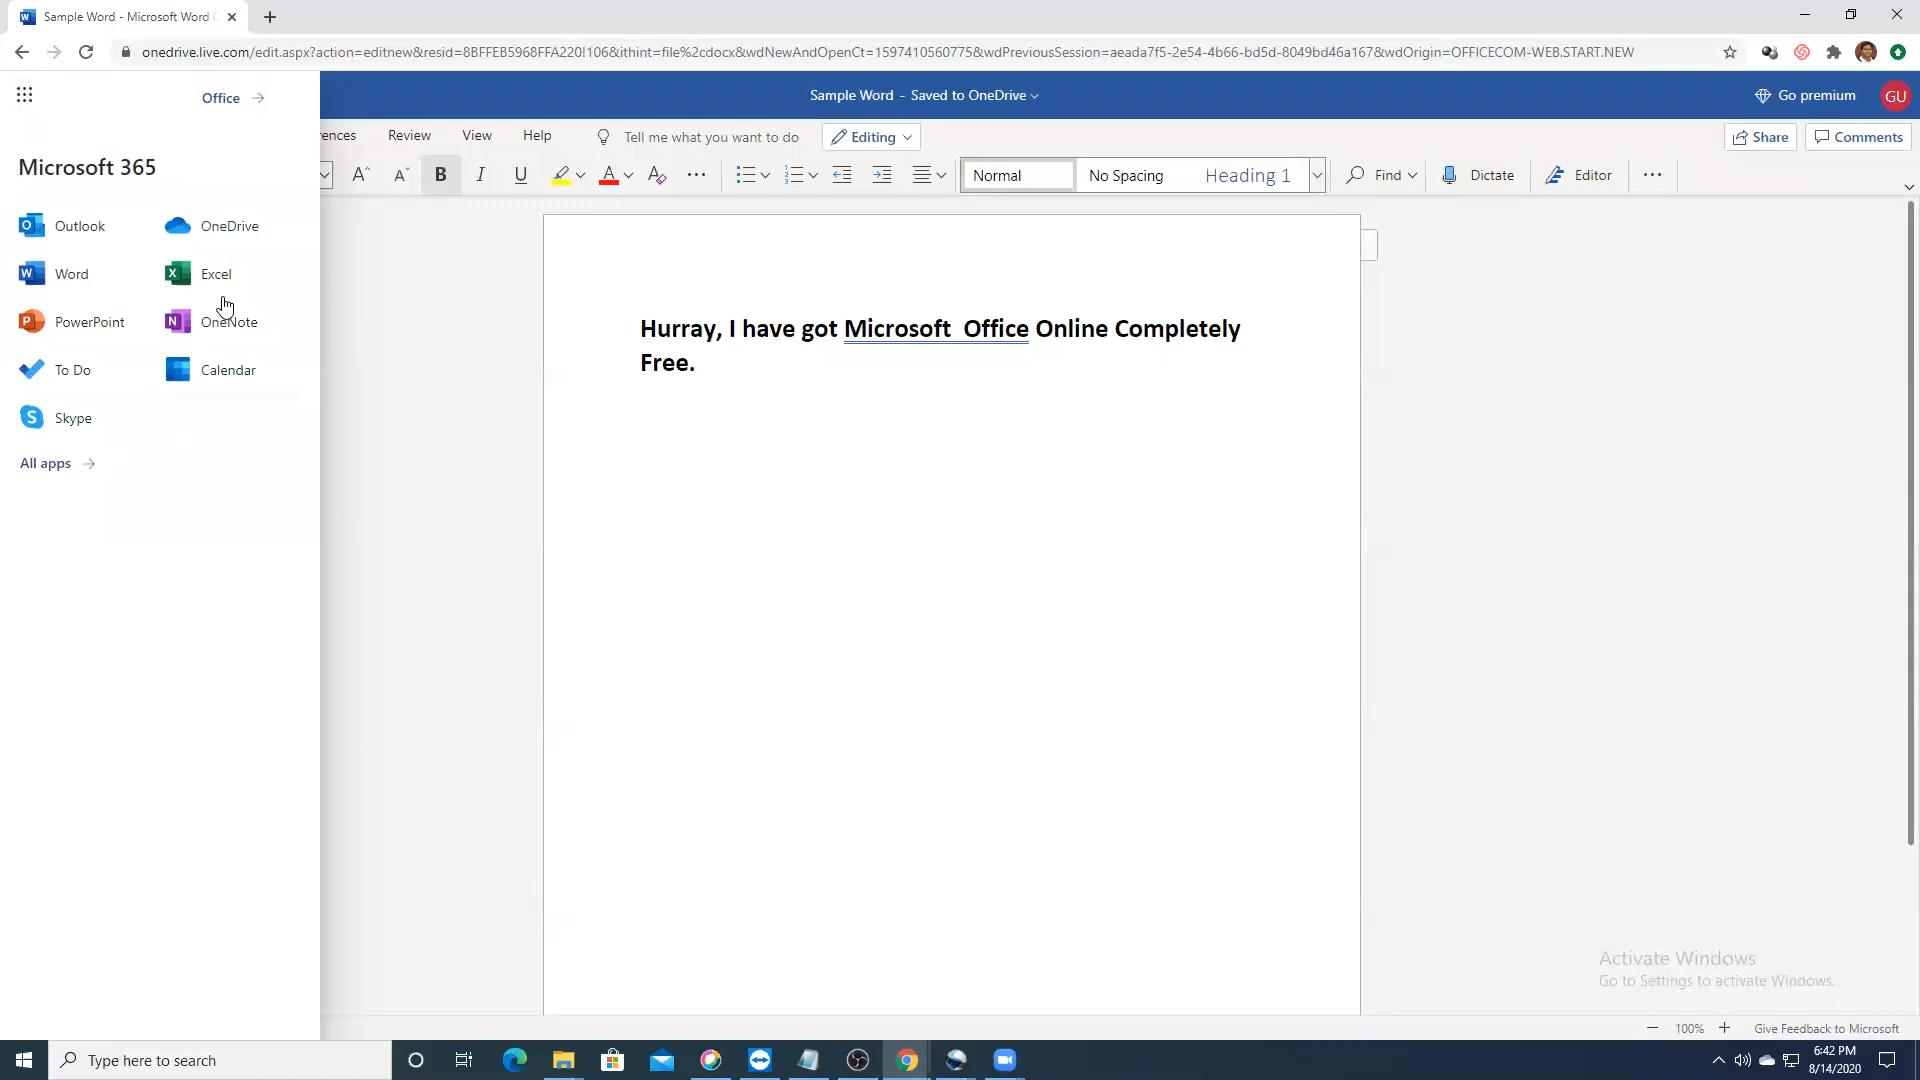 Sample Word - Microsoft Word
onedrive.live.com/edit.aspx?action=editnew&resid=8BFFEB5968FFA220!106&ithint=file%2cdocx&wdNewAndOpenCt=1597410560775&wdPreviousSession=aeada7f5-2e54-4b66-bd5d-8049bd46a167&wdOrigin=OFFICECOM-WEB.START.NEW
Office
Sample Word - Saved to OneDrive
Go premium
GU
rences Review View Help Tell me what you want to do Editing
Share Comments
Microsoft 365
B I U A Normal No Spacing Heading 1 Find Dictate Editor
Outlook OneDrive
Word Excel
PowerPoint OneNote
To Do Calendar
Skype
All apps
Hurray, I have got Microsoft  Office Online Completely
Free.
Activate Windows
Go to Settings to activate Windows.
100% Give Feedback to Microsoft
Type here to search
6:42 PM
8/14/2020